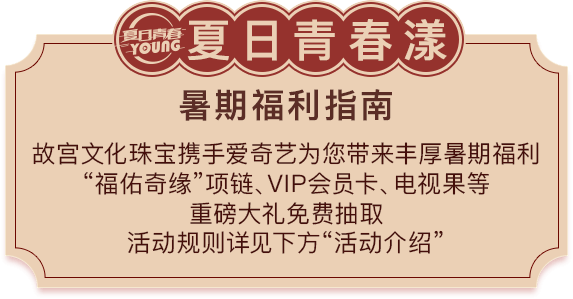 夏日青春
YOUNG
夏日青春漾
暑期福利指南
故宫文化珠宝携手爱奇艺为您带来丰厚暑期福利
“福佑奇缘”项链、VIP会员卡、电视果等
重磅大礼免费抽取
活动规则详见下方“活动介绍”